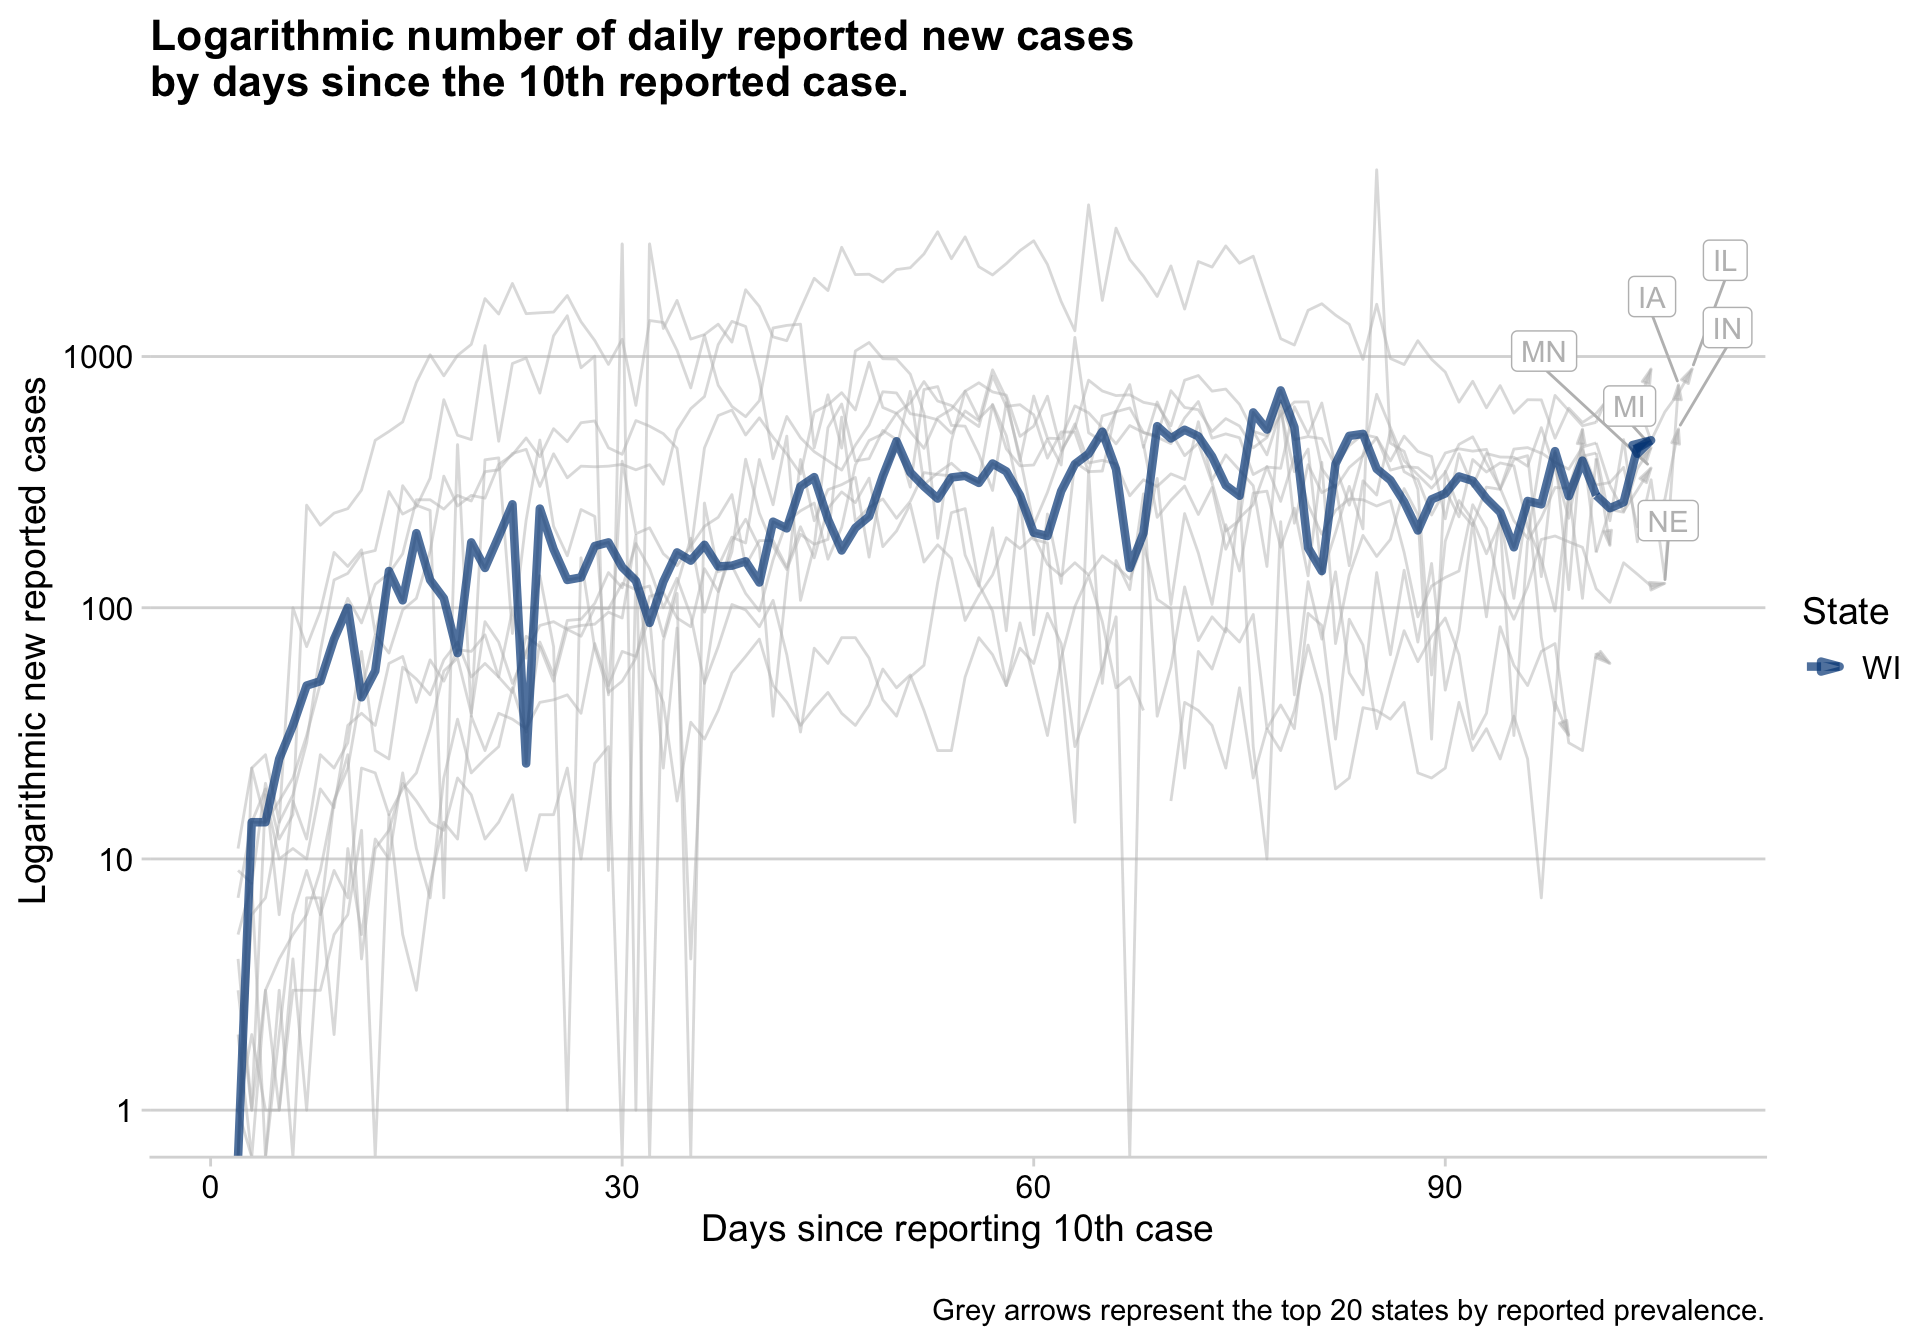 Logarithmic number of daily reported new cases
by days since the 10th reported case.
Logarithmic new reported cases
1000
100
10
1
0
30
60
90
Days since reporting 10th case
IL
IA
IN
MN
MI
NE
State
WI
Grey arrows represent the top 20 states by reported prevalence.